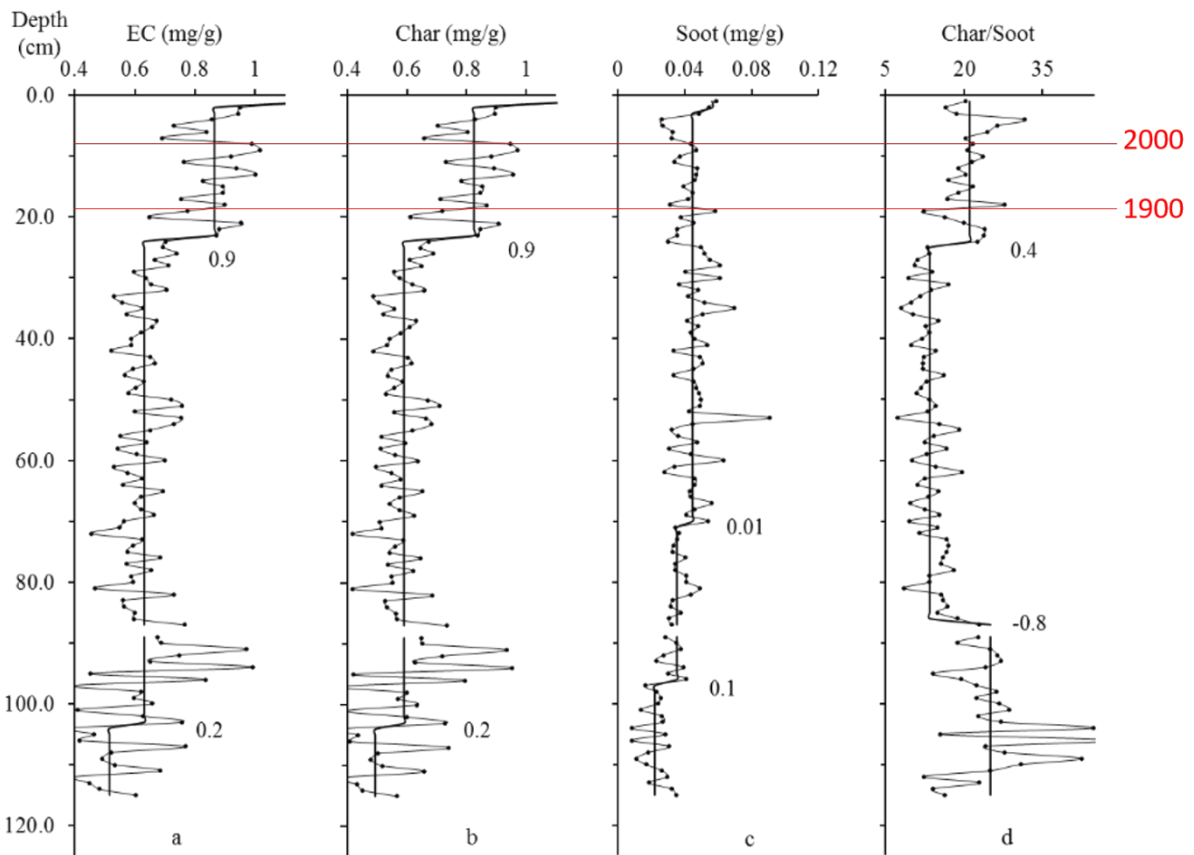 Depth
(cm)
EC (mg/g)
Char (mg/g)
Soot (mg/g)
Char/Soot
0.4 0.6 0.8 1
0.4 0.6 0.8 1
0 0.04 0.08 0.12
5 20 35
0.0
2000
1900
20.0
0.9
0.9
0.4
40.0
60.0
0.01
80.0
-0.8
0.1
100.0
0.2
0.2
120.0
a
b
c
d